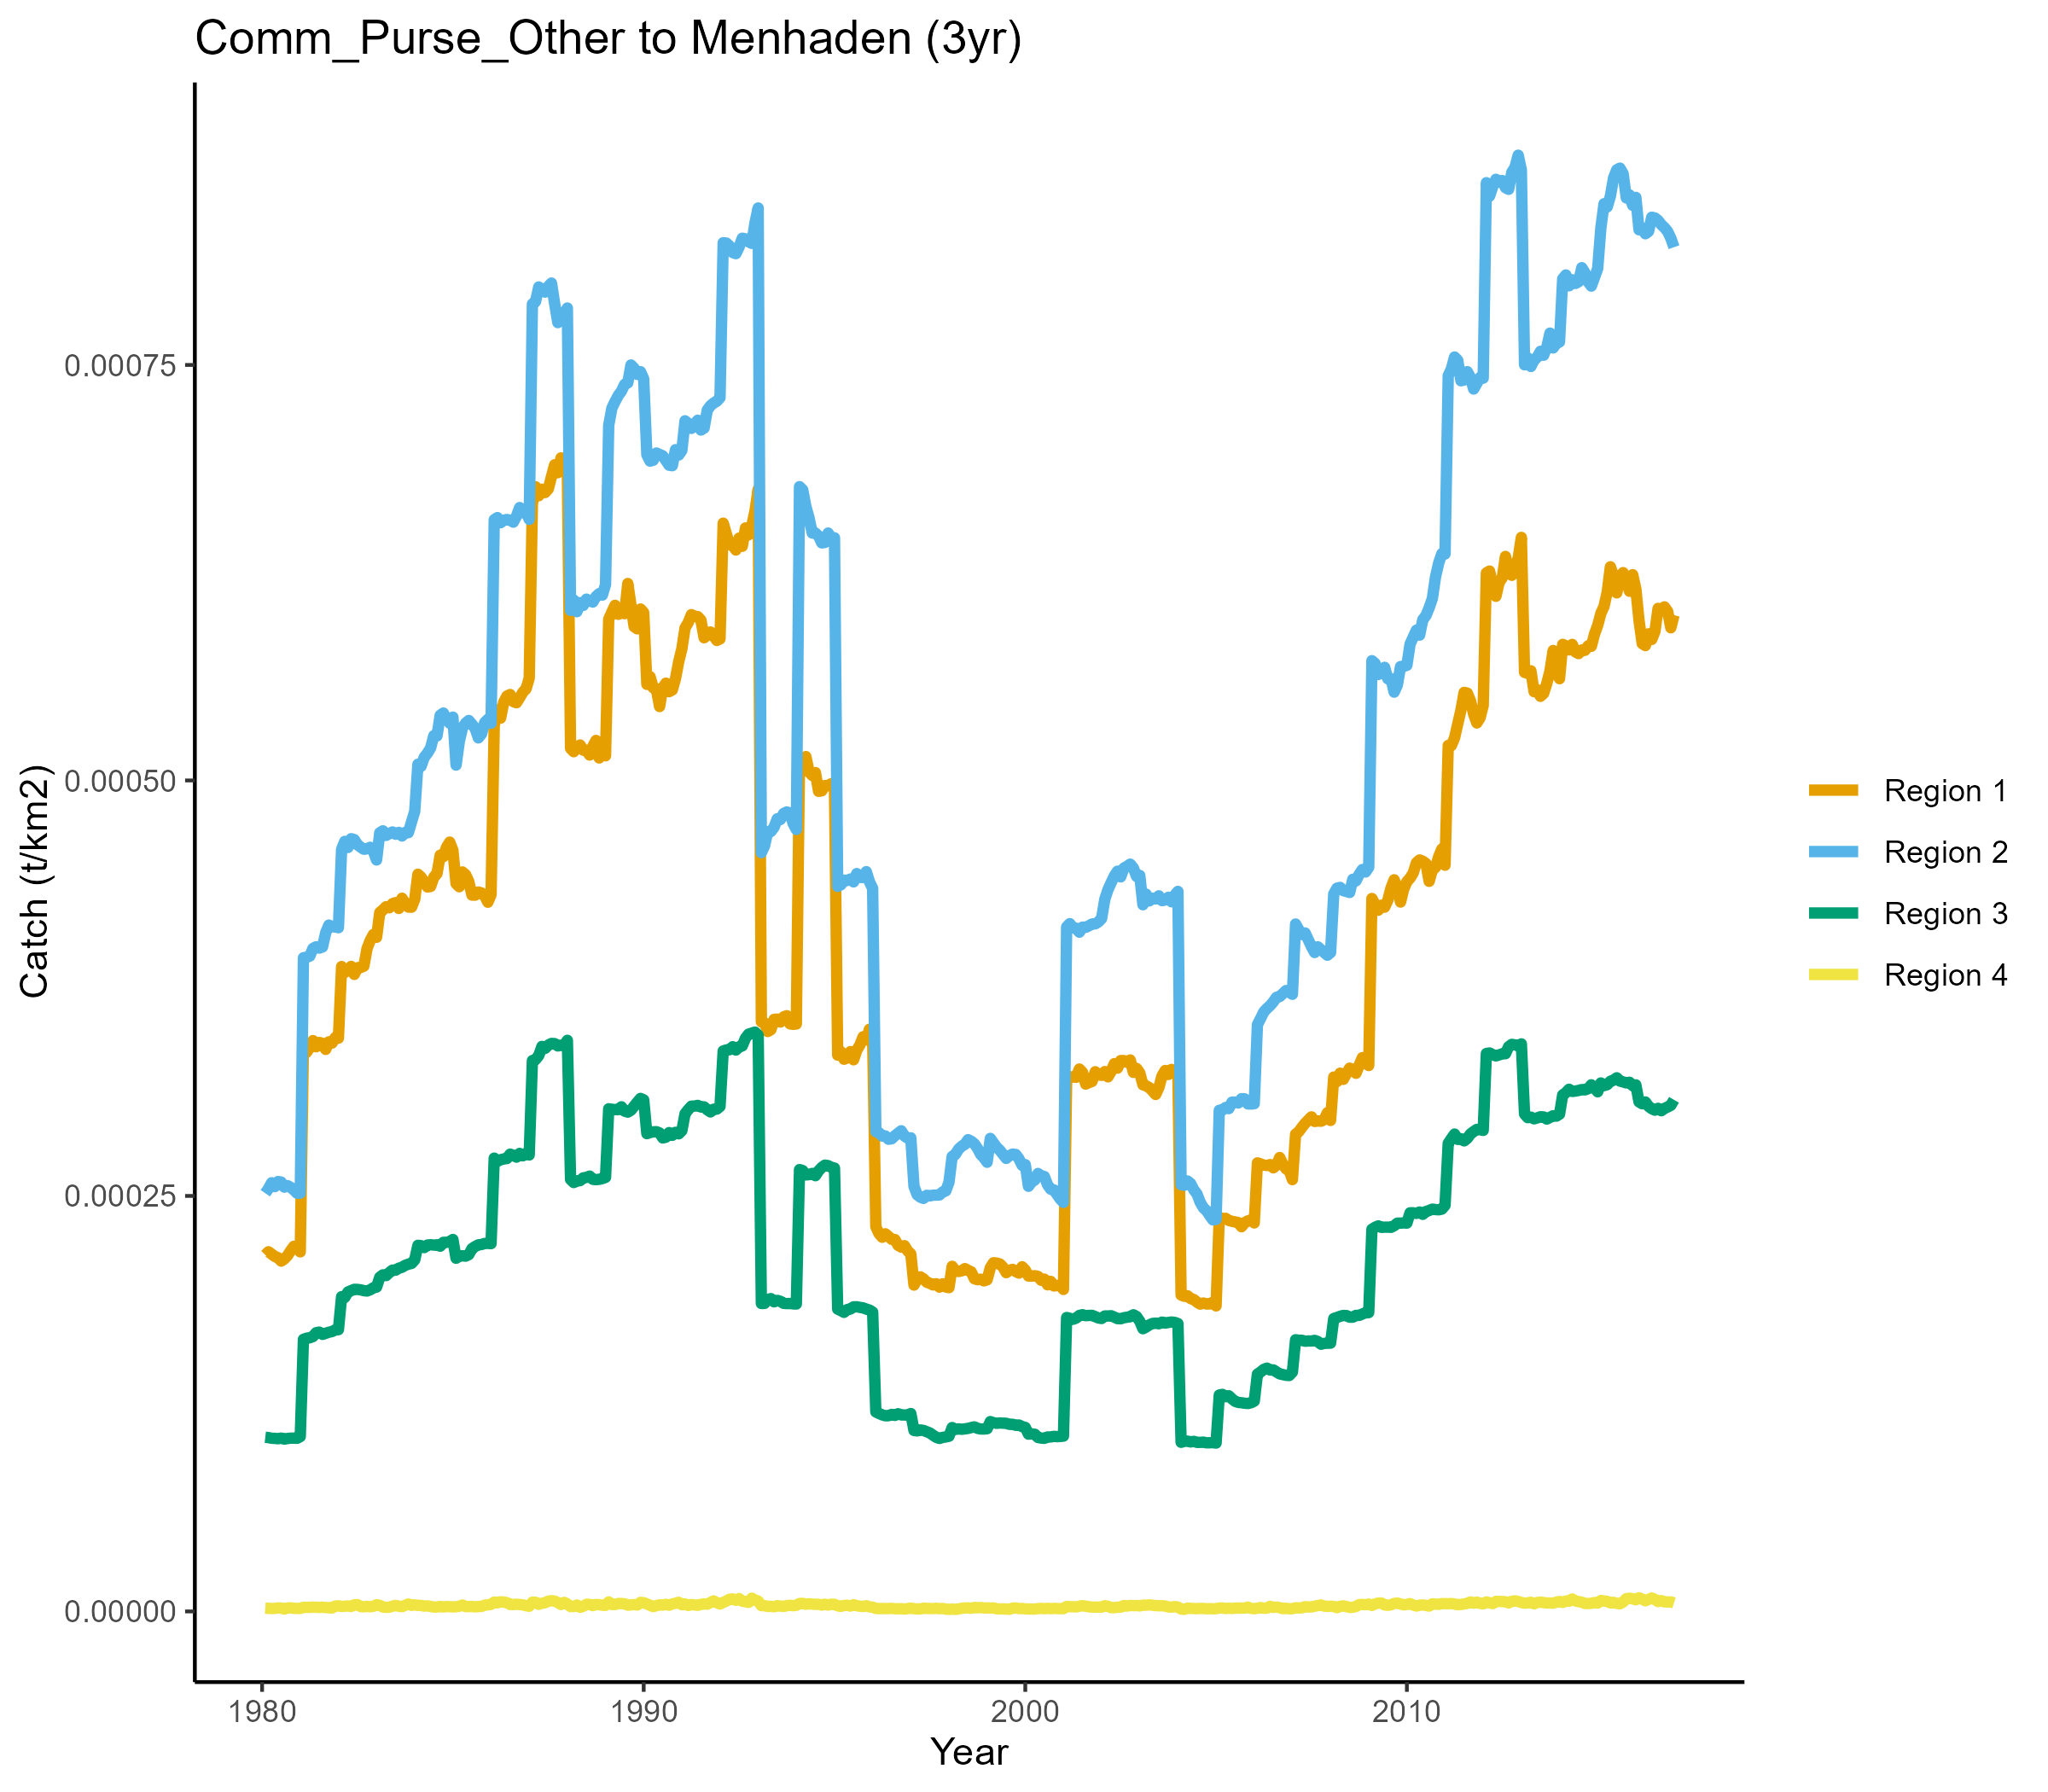 Comm_Purse_Other to Menhaden (3yr)
Catch (t/km2)
0.00075
0.00050
0.00025
0.00000
1980 1990 2000 2010
Year
Region 1
Region 2
Region 3
Region 4